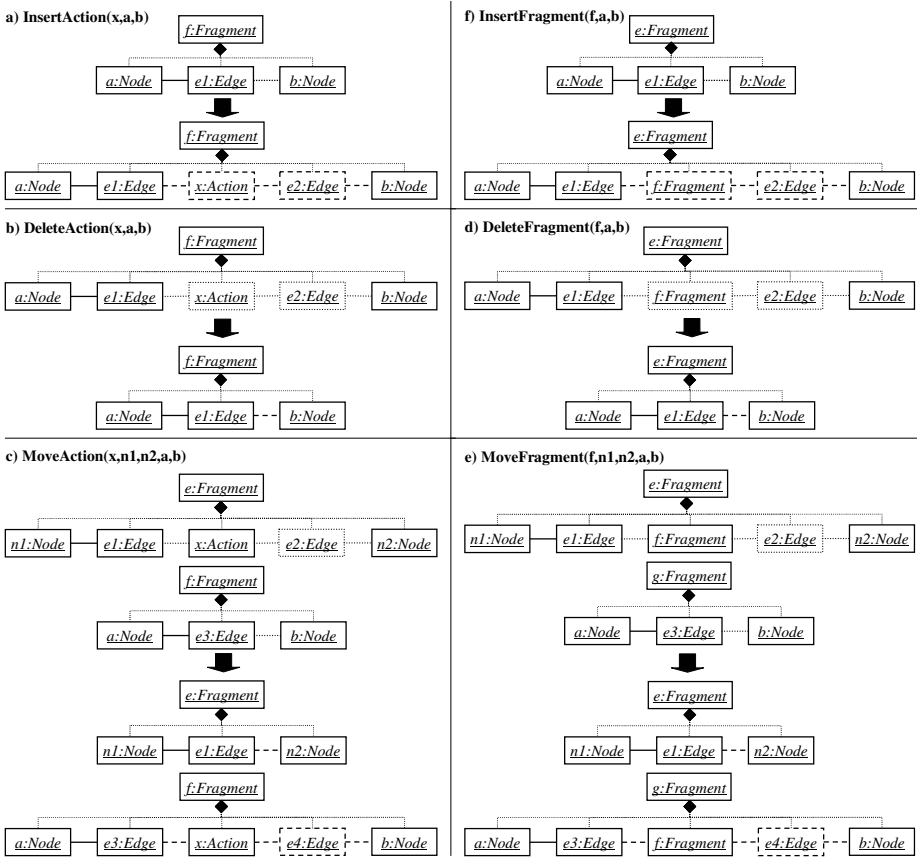 a) InsertAction(x,a,b)
f:Fragment
a:Node e1:Edge b:Node
f:Fragment
a:Node e1:Edge x:Action e2:Edge b:Node
f) InsertFragment(f,a,b)
e:Fragment
a:Node e1:Edge b:Node
e:Fragment
a:Node e1:Edge f:Fragment e2:Edge b:Node
b) DeleteAction(x,a,b)
f:Fragment
a:Node e1:Edge x:Action e2:Edge b:Node
f:Fragment
a:Node e1:Edge b:Node
d) DeleteFragment(f,a,b)
e:Fragment
a:Node e1:Edge f:Fragment e2:Edge b:Node
e:Fragment
a:Node e1:Edge b:Node
c) MoveAction(x,n1,n2,a,b)
e:Fragment
n1:Node e1:Edge x:Action e2:Edge n2:Node
f:Fragment
a:Node e3:Edge b:Node
e:Fragment
n1:Node e1:Edge n2:Node
f:Fragment
a:Node e3:Edge x:Action e4:Edge b:Node
e) MoveFragment(f,n1,n2,a,b)
e:Fragment
n1:Node e1:Edge f:Fragment e2:Edge n2:Node
g:Fragment
a:Node e3:Edge b:Node
e:Fragment
n1:Node e1:Edge n2:Node
g:Fragment
a:Node e3:Edge f:Fragment e4:Edge b:Node